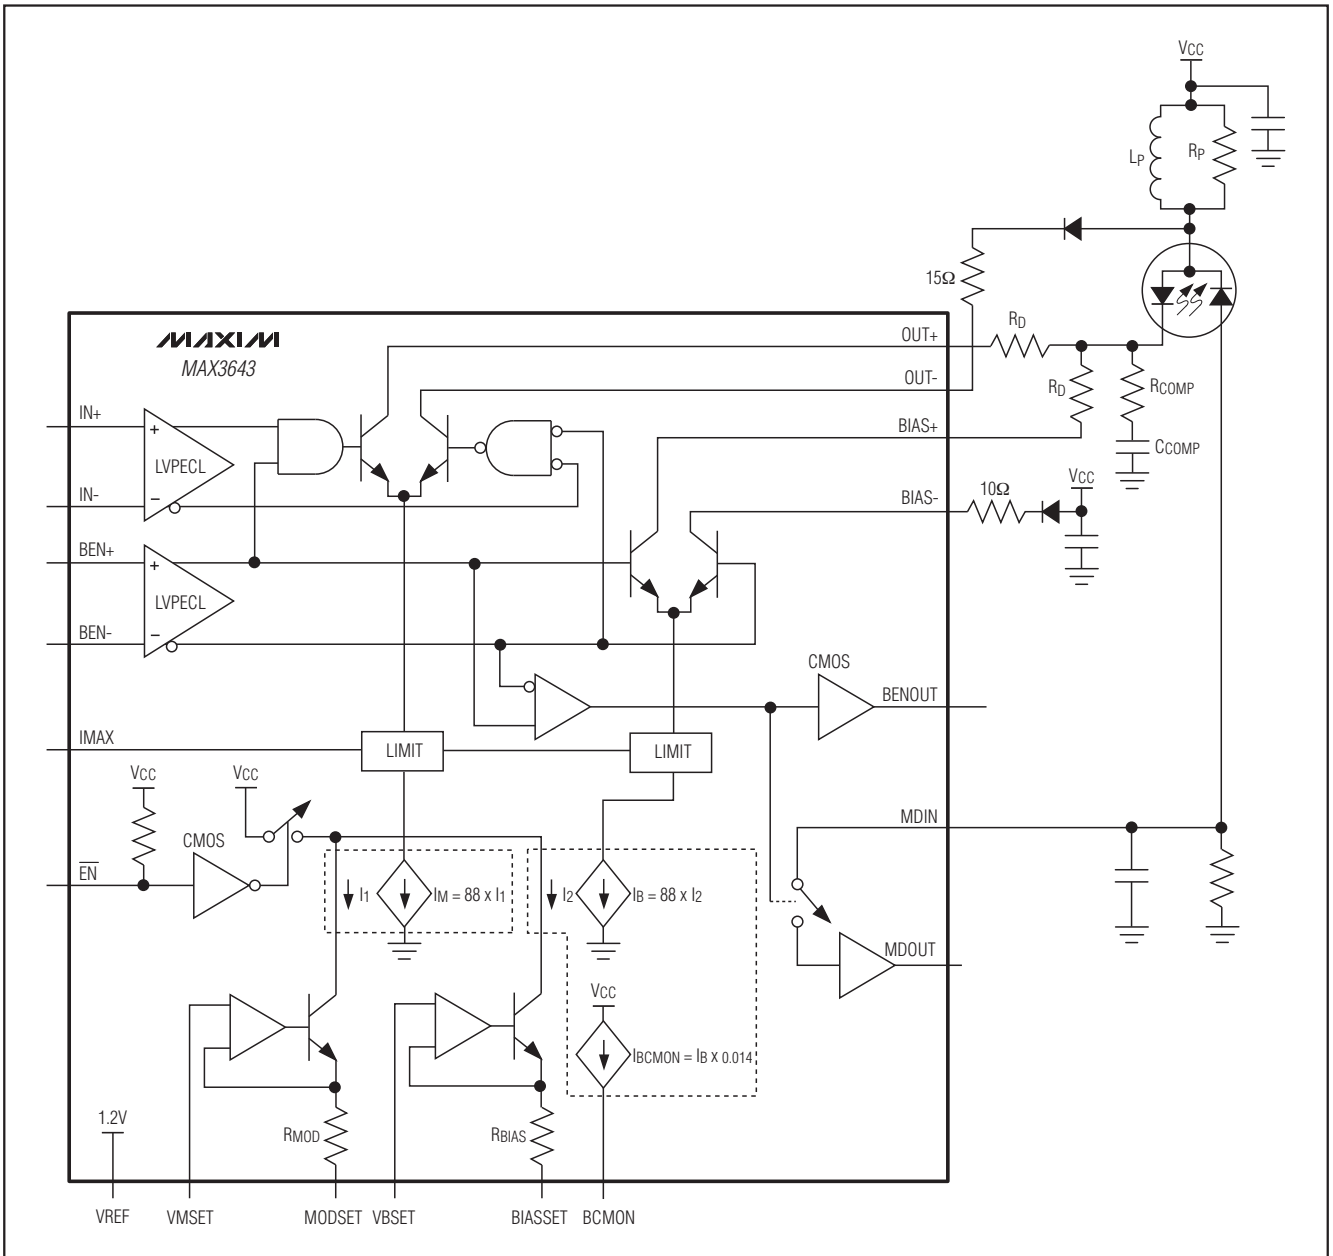 VCC
LP
RP
15Ω
MAXIM
MAX3643
OUT+
RD
OUT-
RD
RCOMP
IN+
+
LVPECL
−
BIAS+
CCOMP
IN-
BIAS-
10Ω
VCC
BEN+
+
LVPECL
−
BEN-
CMOS
BENOUT
IMAX
LIMIT
LIMIT
VCC
VCC
MDIN
CMOS
EN
I1
IM = 88 x I1
I2
IB = 88 x I2
MDOUT
VCC
IBCMON = IB x 0.014
1.2V
RMOD
RBIAS
VREF
VMSET
MODSET
VBSET
BIASSET
BCMON